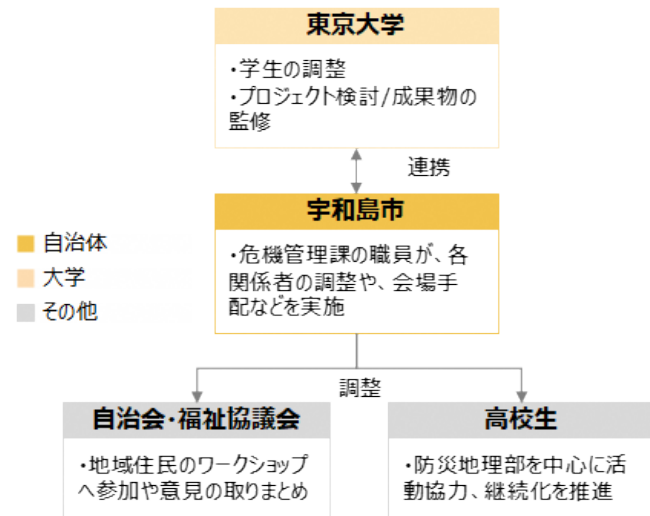 東京大学
・学生の調整
・プロジェクト検討/成果物の
監修
連携
宇和島市
・危機管理課の職員が、各
関係者の調整や、会場手
配などを実施
自治体
大学
その他
調整
自治会・福祉協議会
・地域住民のワークショップ
へ参加や意見の取りまとめ
高校生
・防災地理部を中心に活
動協力、継続化を推進